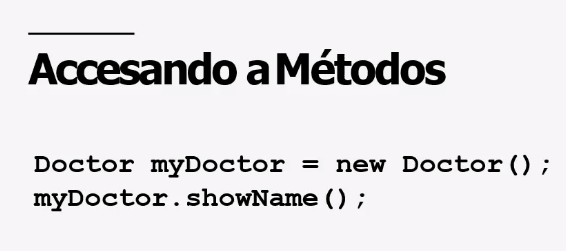 Accesando a Métodos
Doctor myDoctor = new Doctor();
myDoctor.showName();